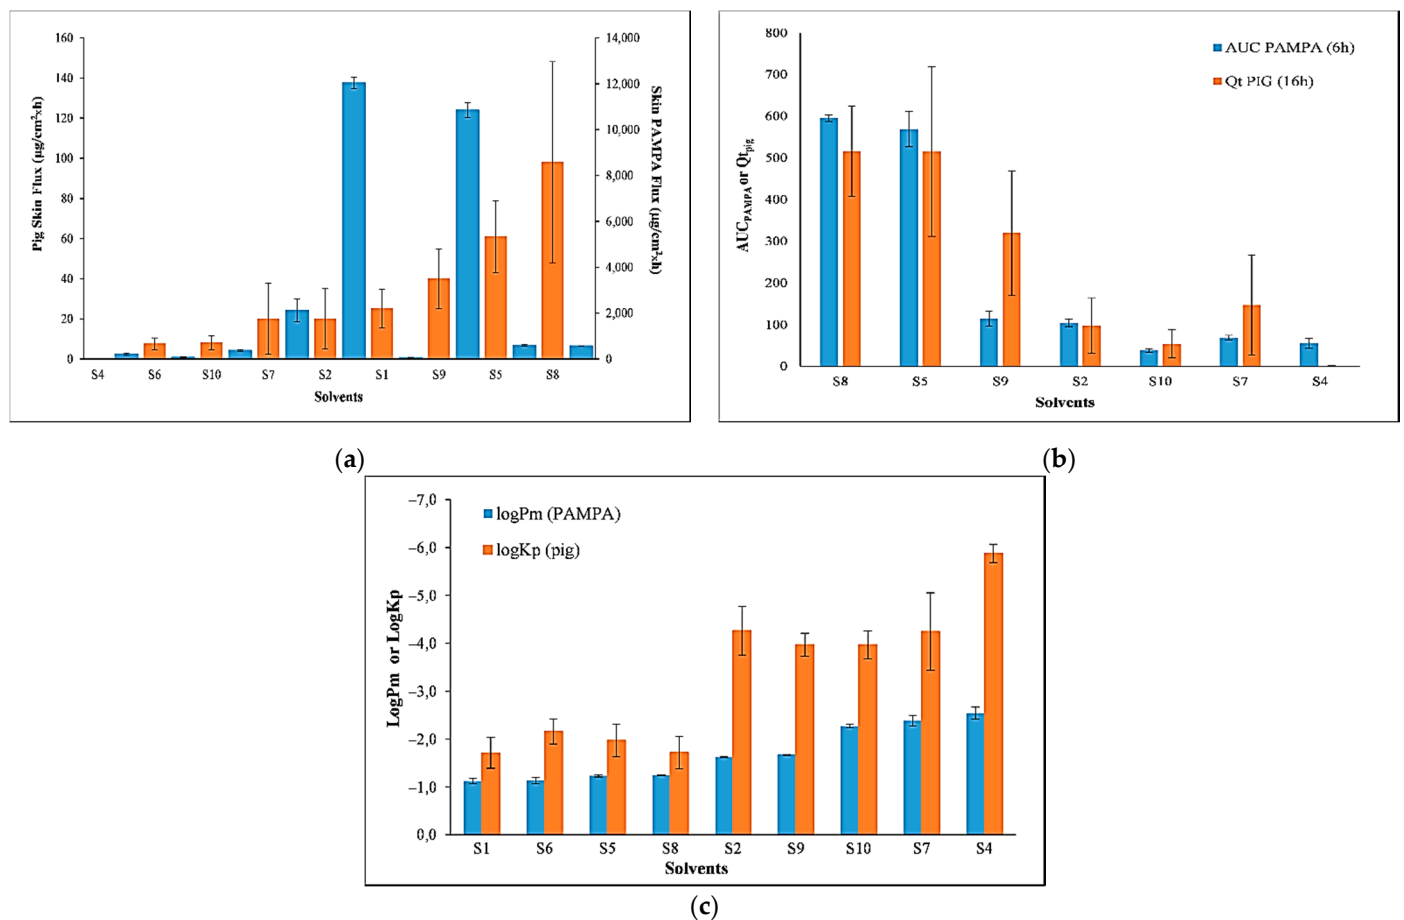 160
140
120
100
80
60
40
20
0
Pig Skin Flux (µg/cm²xh)
14,000
12,000
10,000
8,000
6,000
4,000
2,000
0
Skin PAMPA Flux (µg/cm²xh)
S4 S6 S10 S7 S2 S1 S9 S5 S8
Solvents
(a)
800
700
600
500
400
300
200
100
0
AUCPAMPA or Qtpig
AUC PAMPA (6h)
Qt PIG (16h)
S8 S5 S9 S2 S10 S7 S4
Solvents
(b)
−7,0
−6,0
−5,0
−4,0
−3,0
−2,0
−1,0
0,0
LogPm or LogKp
logPm (PAMPA)
logKp (pig)
S1 S6 S5 S8 S2 S9 S10 S7 S4
Solvents
(c)